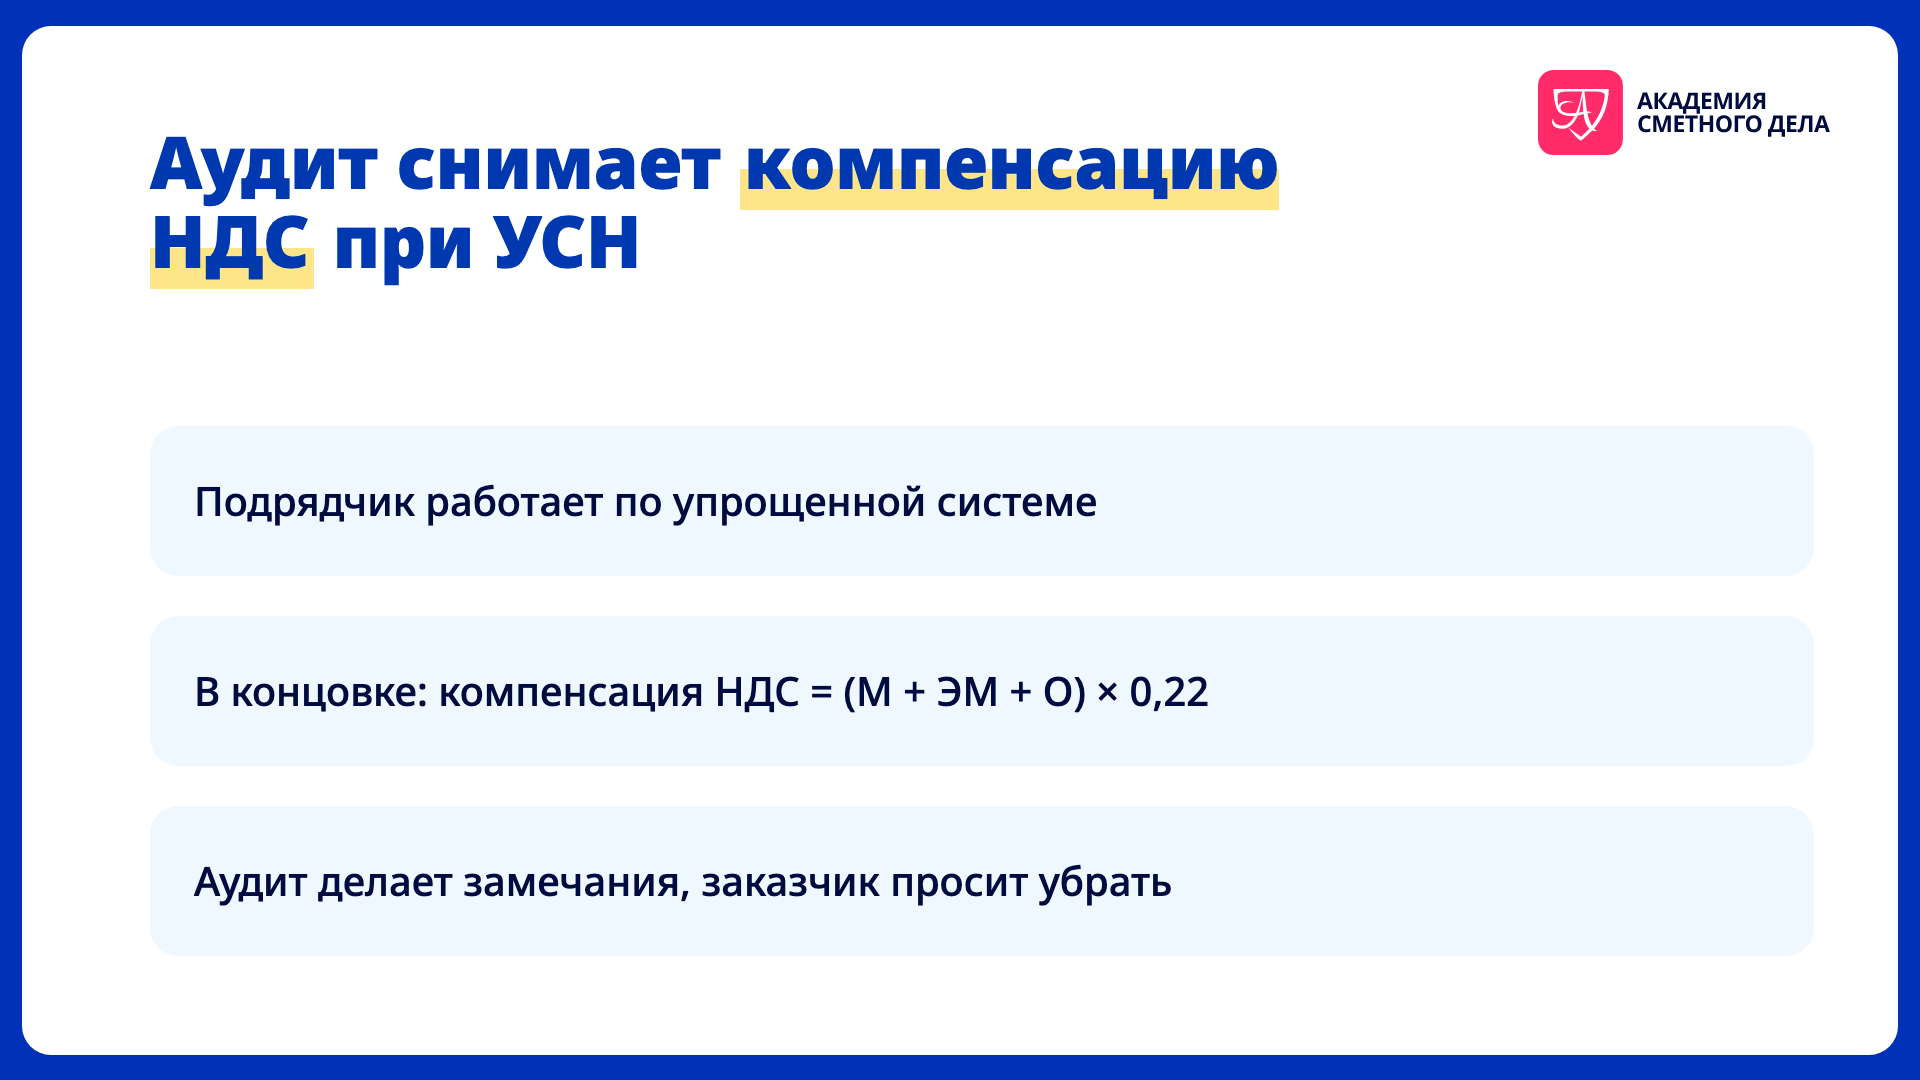 АКАДЕМИЯ
СМЕТНОГО ДЕЛА
Аудит снимает компенсацию
НДС при УСН
Подрядчик работает по упрощенной системе
В концовке: компенсация НДС = (М + ЭМ + О) × 0,22
Аудит делает замечания, заказчик просит убрать